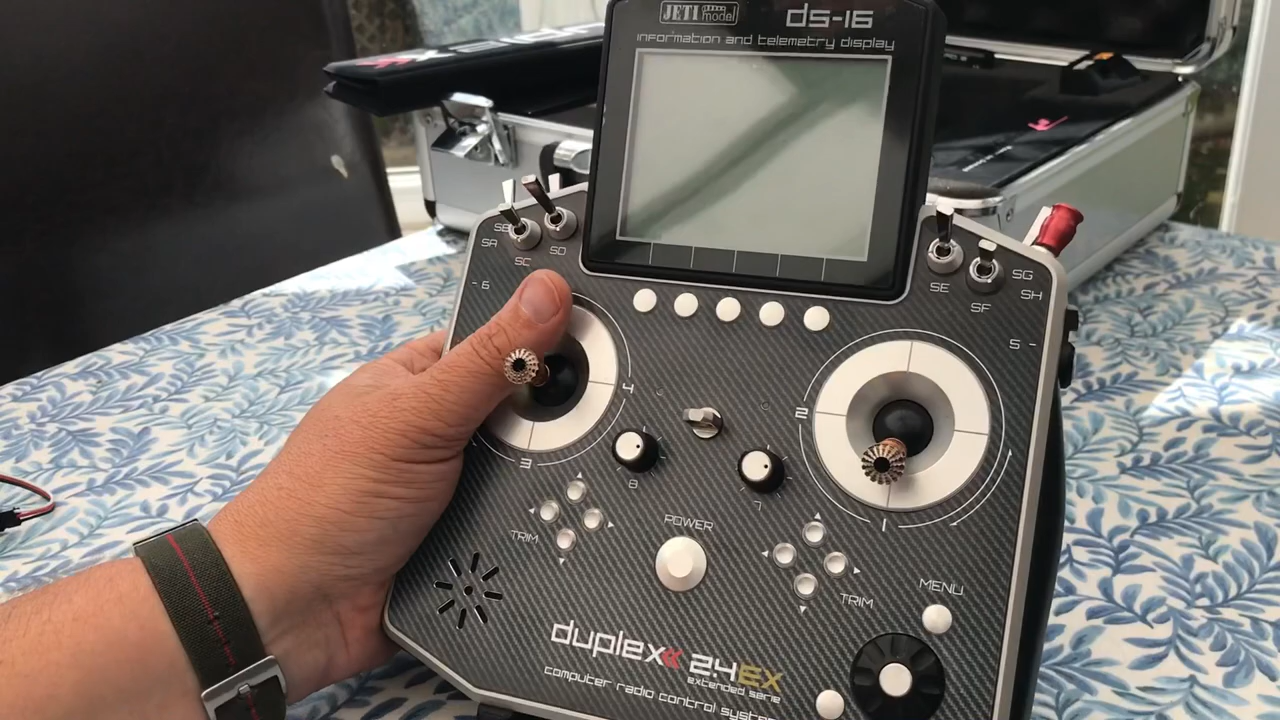 JETI model
ds-16
information and telemetry display
SB
SA
SC
SD
SE
SF
SG
SH
- 6
5 -
4
3
2
1
8
7
TRIM
POWER
TRIM
MENU
duplex 2.4EX
extended serie
computer radio control system